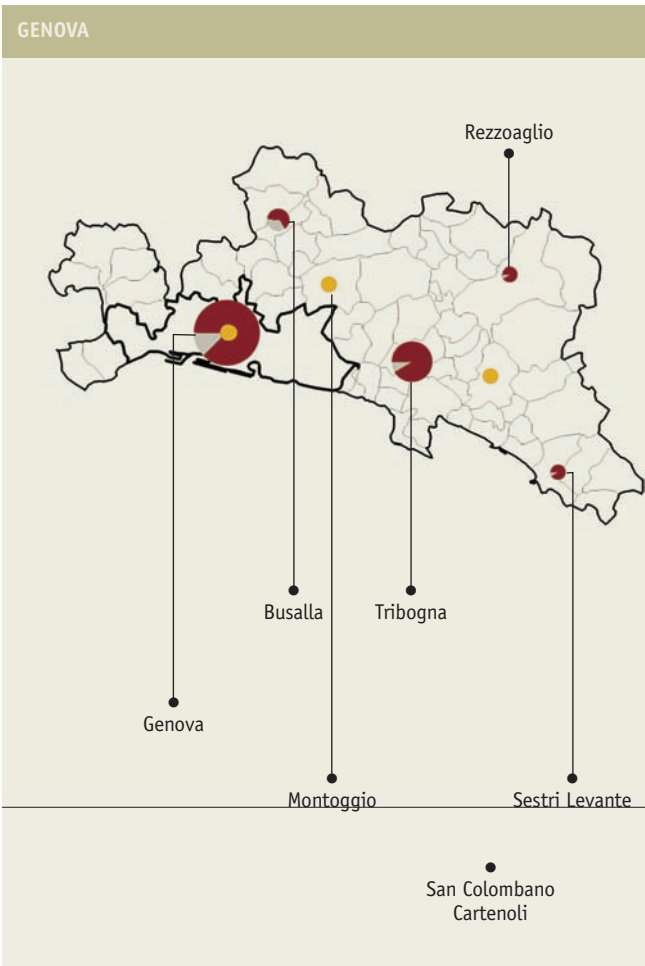 GENOVA
Rezzoaglio
Busalla
Tribogna
Genova
Montoggio
Sestri Levante
San Colombano
Cartenoli